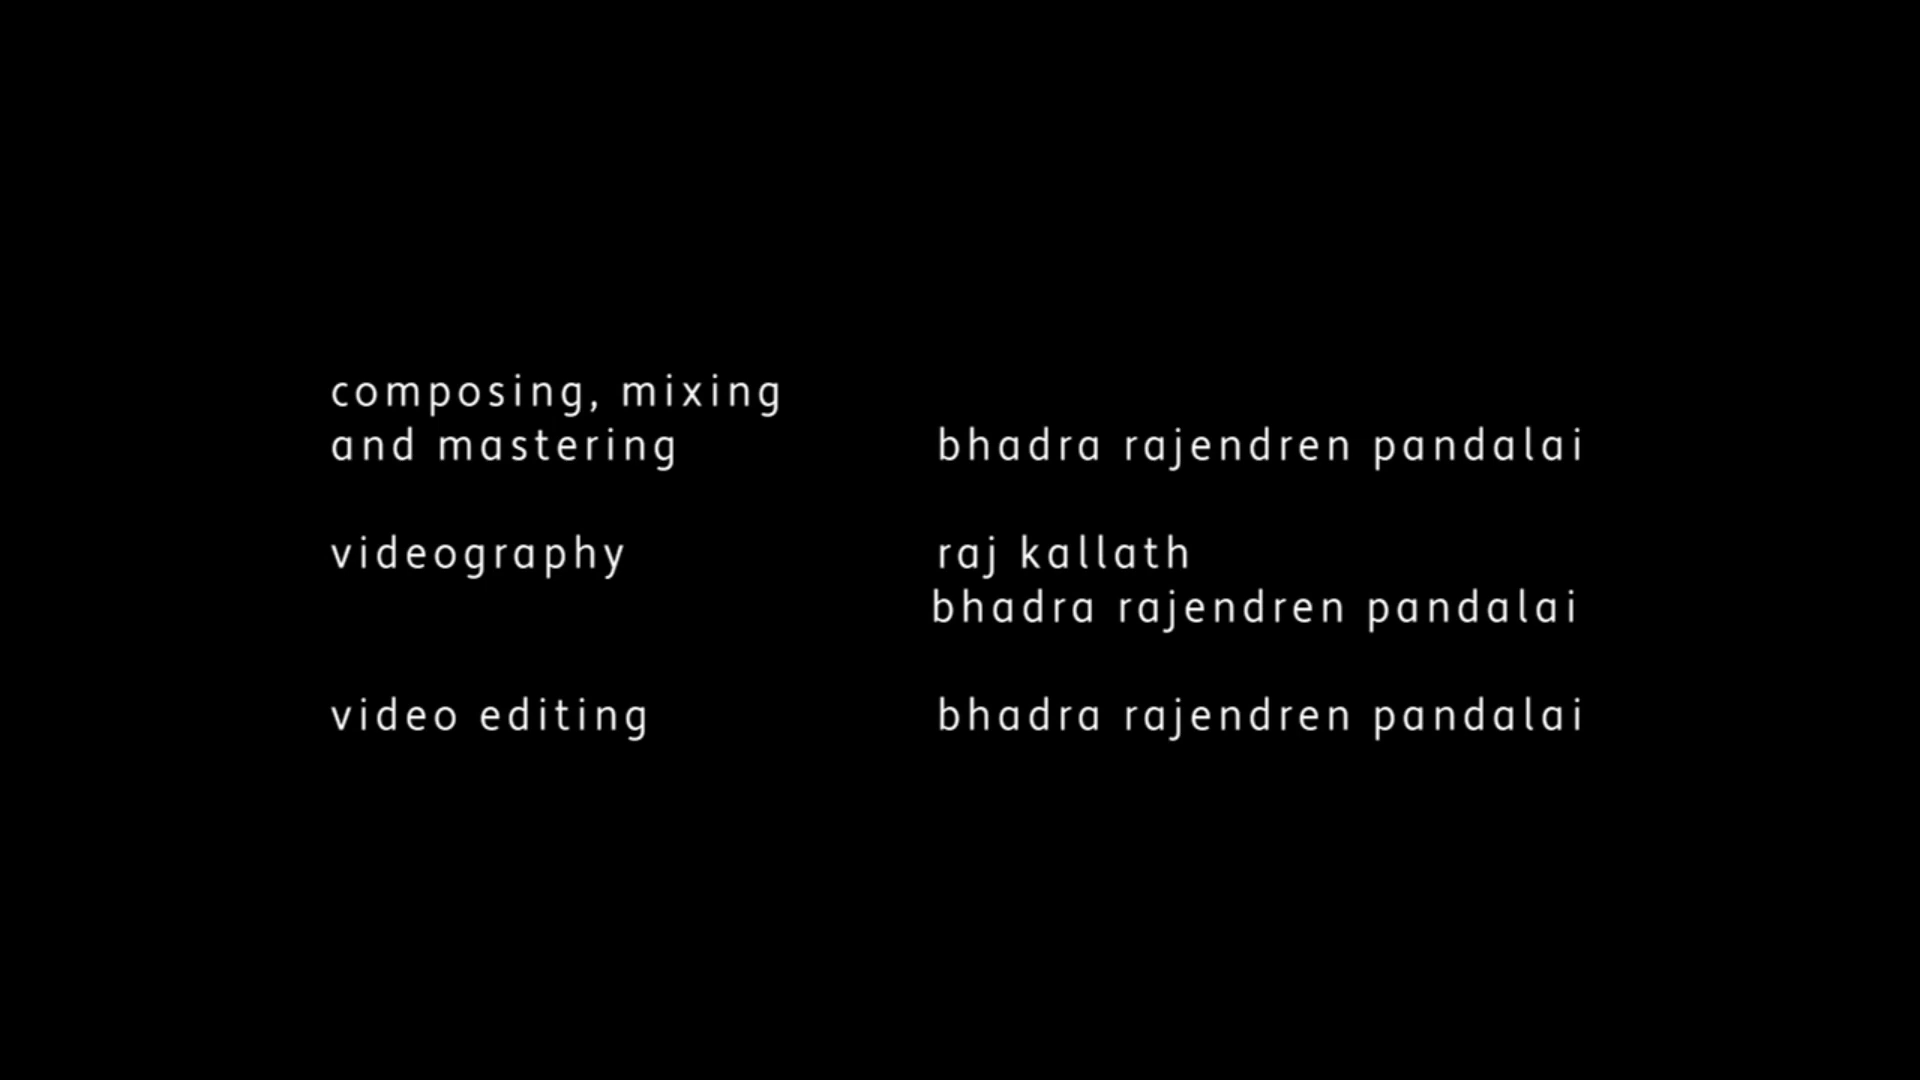 composing, mixing
and mastering bhadra rajendren pandalai
videography raj kallath
bhadra rajendren pandalai
video editing bhadra rajendren pandalai